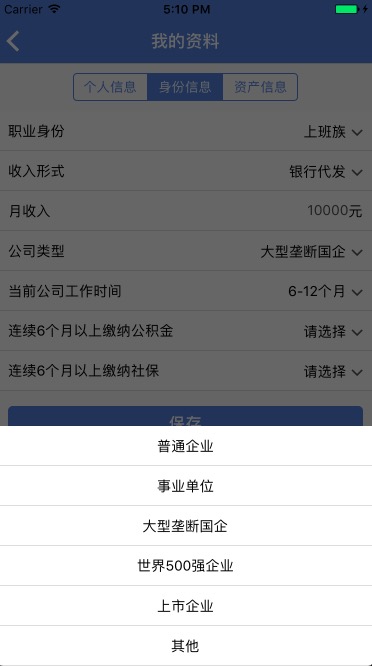 Carrier 5:10 PM
我的资料
个人信息 身份信息 资产信息
职业身份 上班族
收入形式 银行代发
月收入 10000元
公司类型 大型垄断国企
当前公司工作时间 6-12个月
连续6个月以上缴纳公积金 请选择
连续6个月以上缴纳社保 请选择
保存
普通企业
事业单位
大型垄断国企
世界500强企业
上市企业
其他